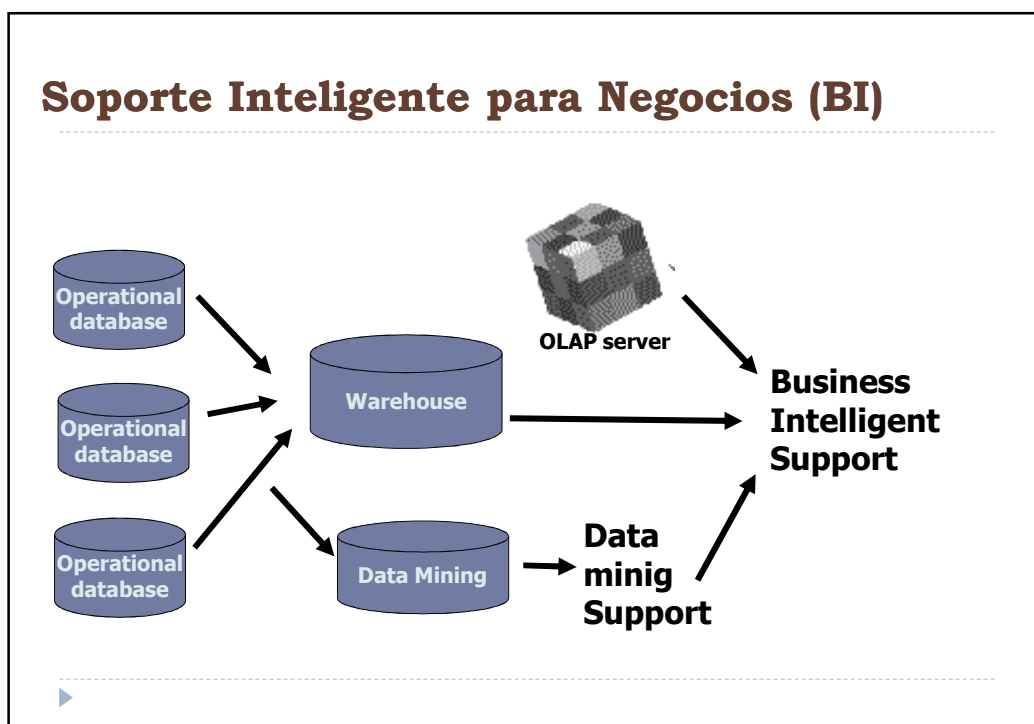 Soporte Inteligente para Negocios (BI)
Operational
database
OLAP server
Business
Intelligent
Support
Warehouse
Operational
database
Operational
database
Data Mining
Data
minig
Support